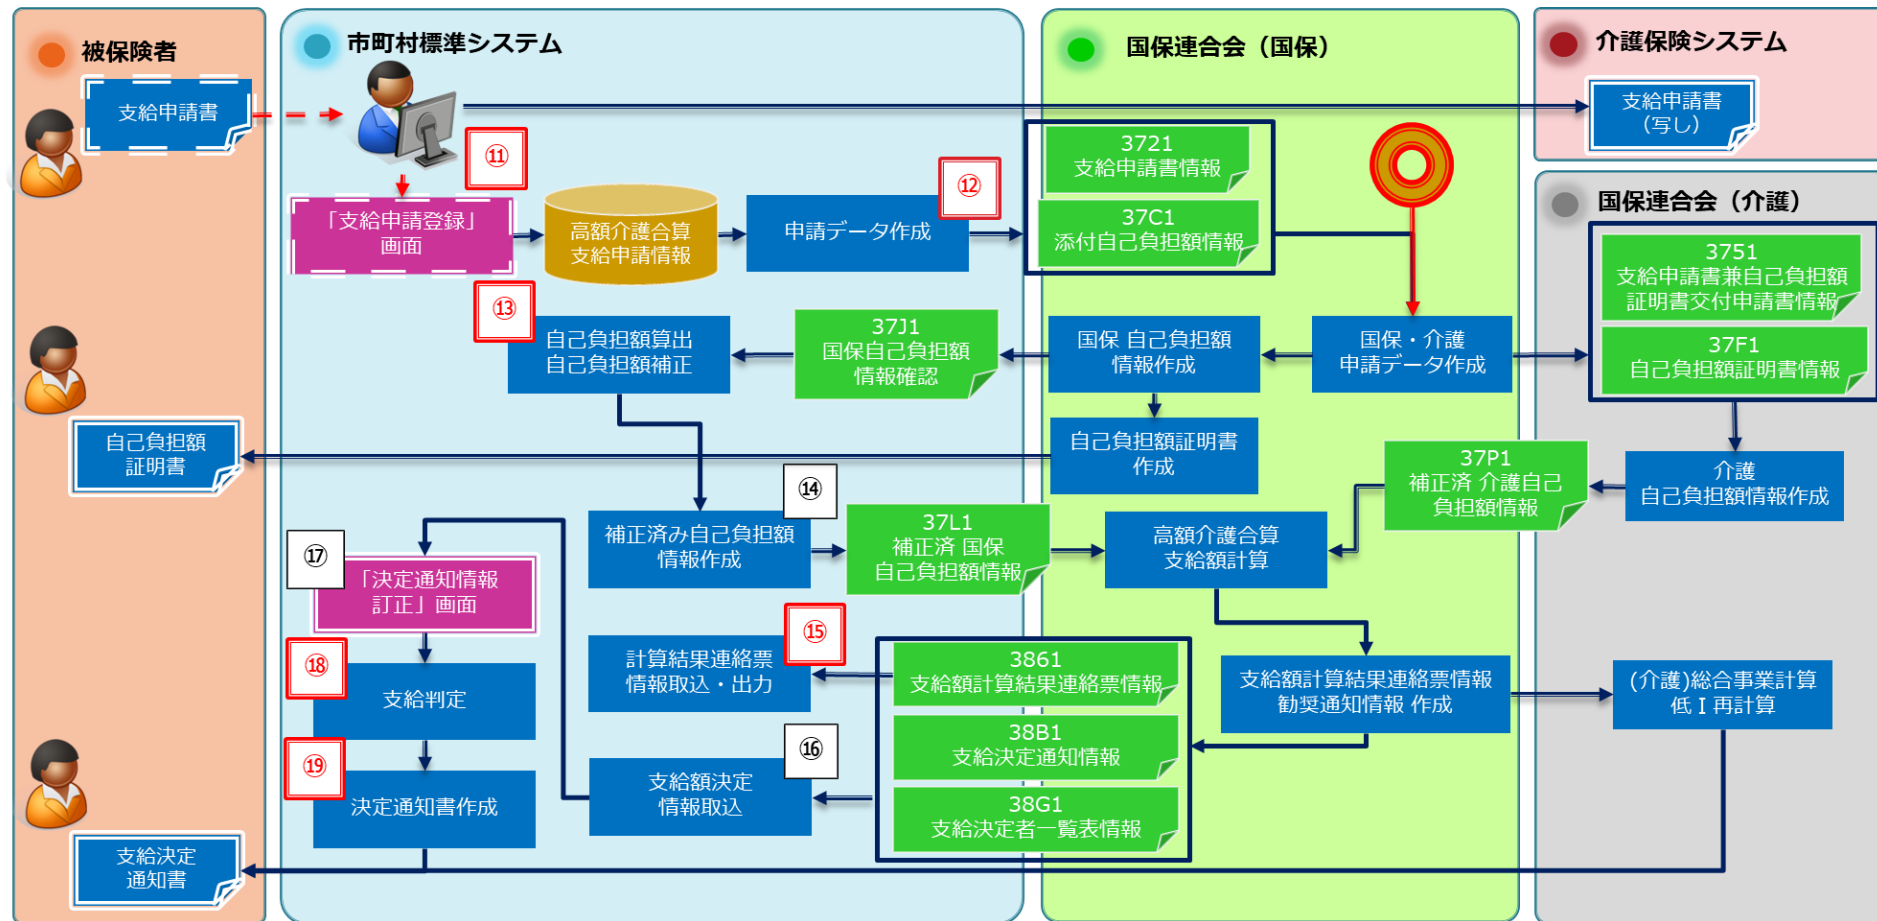 被保険者
支給申請書
自己負担額
証明書
支給決定
通知書
市町村標準システム
⑪
「支給申請登録」
画面
高額介護合算
支給申請情報
⑫
申請データ作成
⑬
自己負担額算出
自己負担額補正
37J1
国保自己負担額
情報確認
⑭
補正済み自己負担額
情報作成
37L1
補正済 国保
自己負担額情報
⑰
「決定通知情報
訂正」画面
⑮
計算結果連絡票
情報取込・出力
⑱
支給判定
⑯
支給額決定
情報取込
⑲
決定通知書作成
3861
支給額計算結果連絡票情報
38B1
支給決定通知情報
38G1
支給決定者一覧表情報
国保連合会（国保）
3721
支給申請書情報
37C1
添付自己負担額情報
国保 自己負担額
情報作成
国保・介護
申請データ作成
自己負担額証明書
作成
37P1
補正済 介護自己
負担額情報
高額介護合算
支給額計算
支給額計算結果連絡票情報
勧奨通知情報 作成
介護保険システム
支給申請書
（写し）
国保連合会（介護）
3751
支給申請書兼自己負担額
証明書交付申請書情報
37F1
自己負担額証明書情報
介護
自己負担額情報作成
(介護)総合事業計算
低Ⅰ再計算